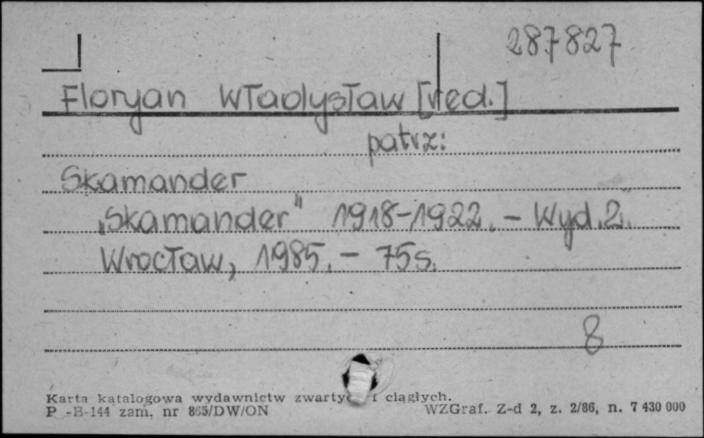 287827
Floryan Władysław [red.]
patrz:
Skamander
„Skamander" 1918-1922. - Wyd. 2.
Wrocław, 1985. - 75 s.
8
Karta katalogowa wydawnictw zwartych i ciągłych.
P -B-144 zam. nr 865/DW/ON WZGraf. Z-d 2, z. 2/86, n. 7 430 000